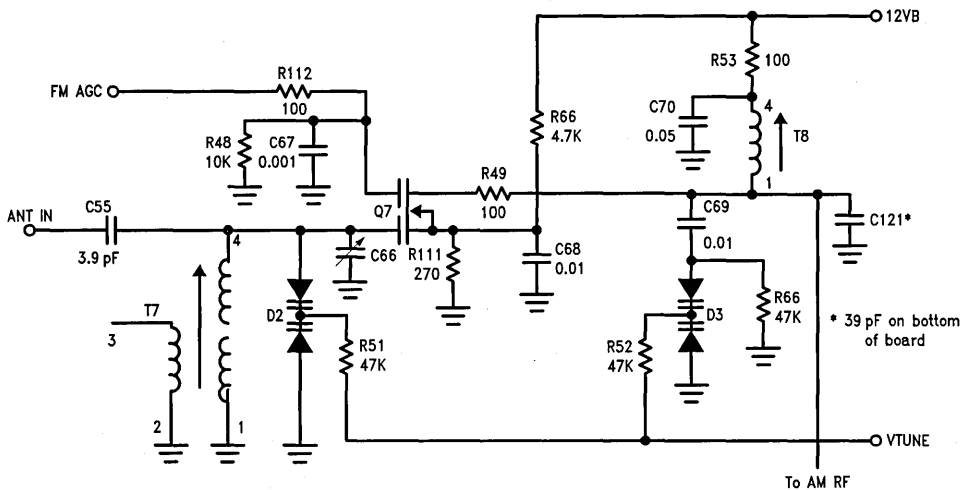 12VB
R53
100
R112
FM AGC
100
C70
0.05
4
T8
R66
4.7K
R48
10K
C67
0.001
1
R49
100
Q7
C69
0.01
C121*
ANT IN
C55
3.9 pF
4
C66
R111
270
C68
0.01
T7
3
D2
R51
47K
R52
47K
D3
R66
47K
* 39 pF on bottom
of board
2
1
VTUNE
To AM RF